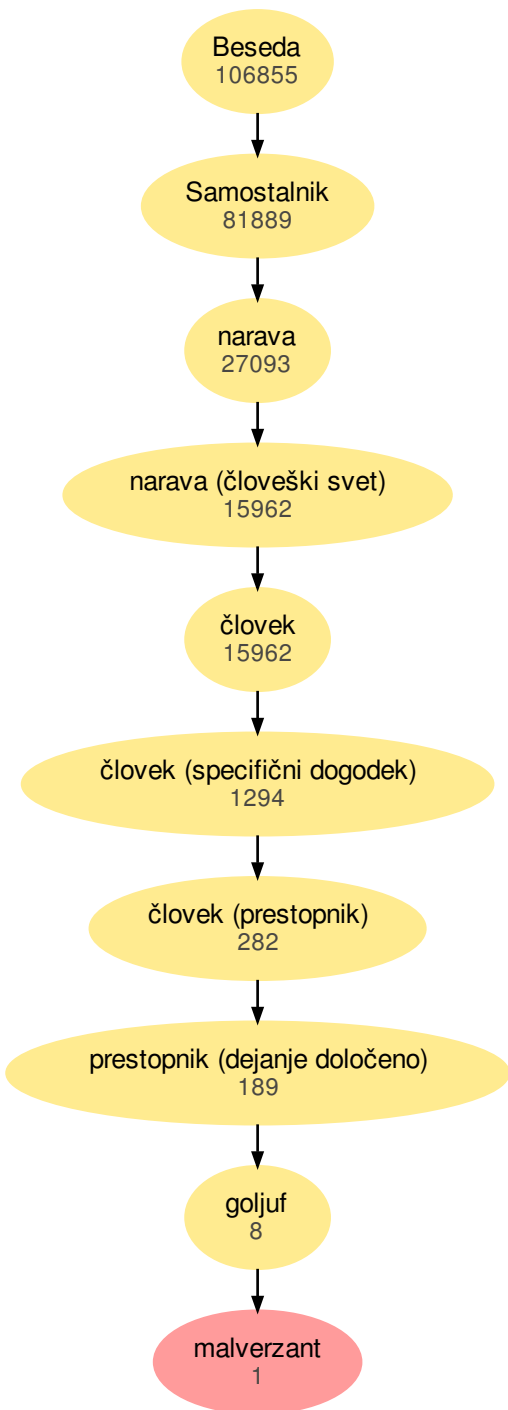 Beseda
106855
Samostalnik
81889
narava
27093
narava (človeški svet)
15962
človek
15962
človek (specifični dogodek)
1294
človek (prestopnik)
282
prestopnik (dejanje določeno)
189
goljuf
8
malverzant
1